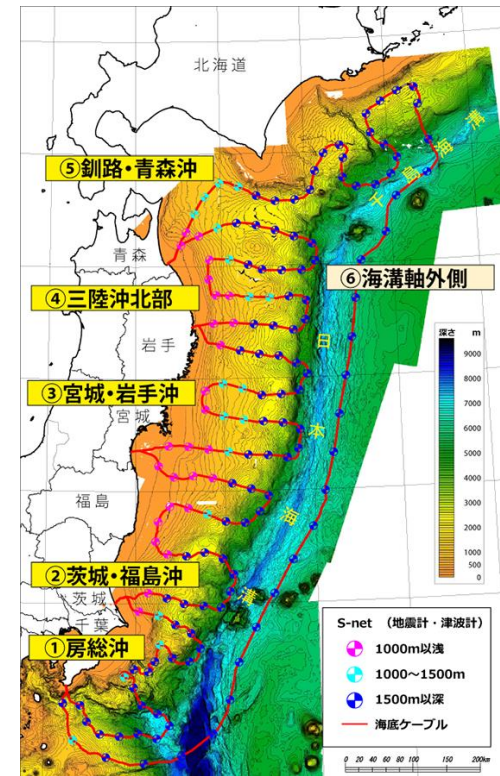 北海道
⑤釧路・青森沖
千島海溝
青森
⑥海溝軸外側
④三陸沖北部
日本海溝
岩手
深さ m
9000
8000
7000
6000
5000
4000
3000
2000
1000
500
0
③宮城・岩手沖
宮城
福島
②茨城・福島沖
茨城
千葉
①房総沖
S-net （地震計・津波計）
1000m以浅
1000～1500m
1500m以深
海底ケーブル
0 20 40 60 80 100 200km